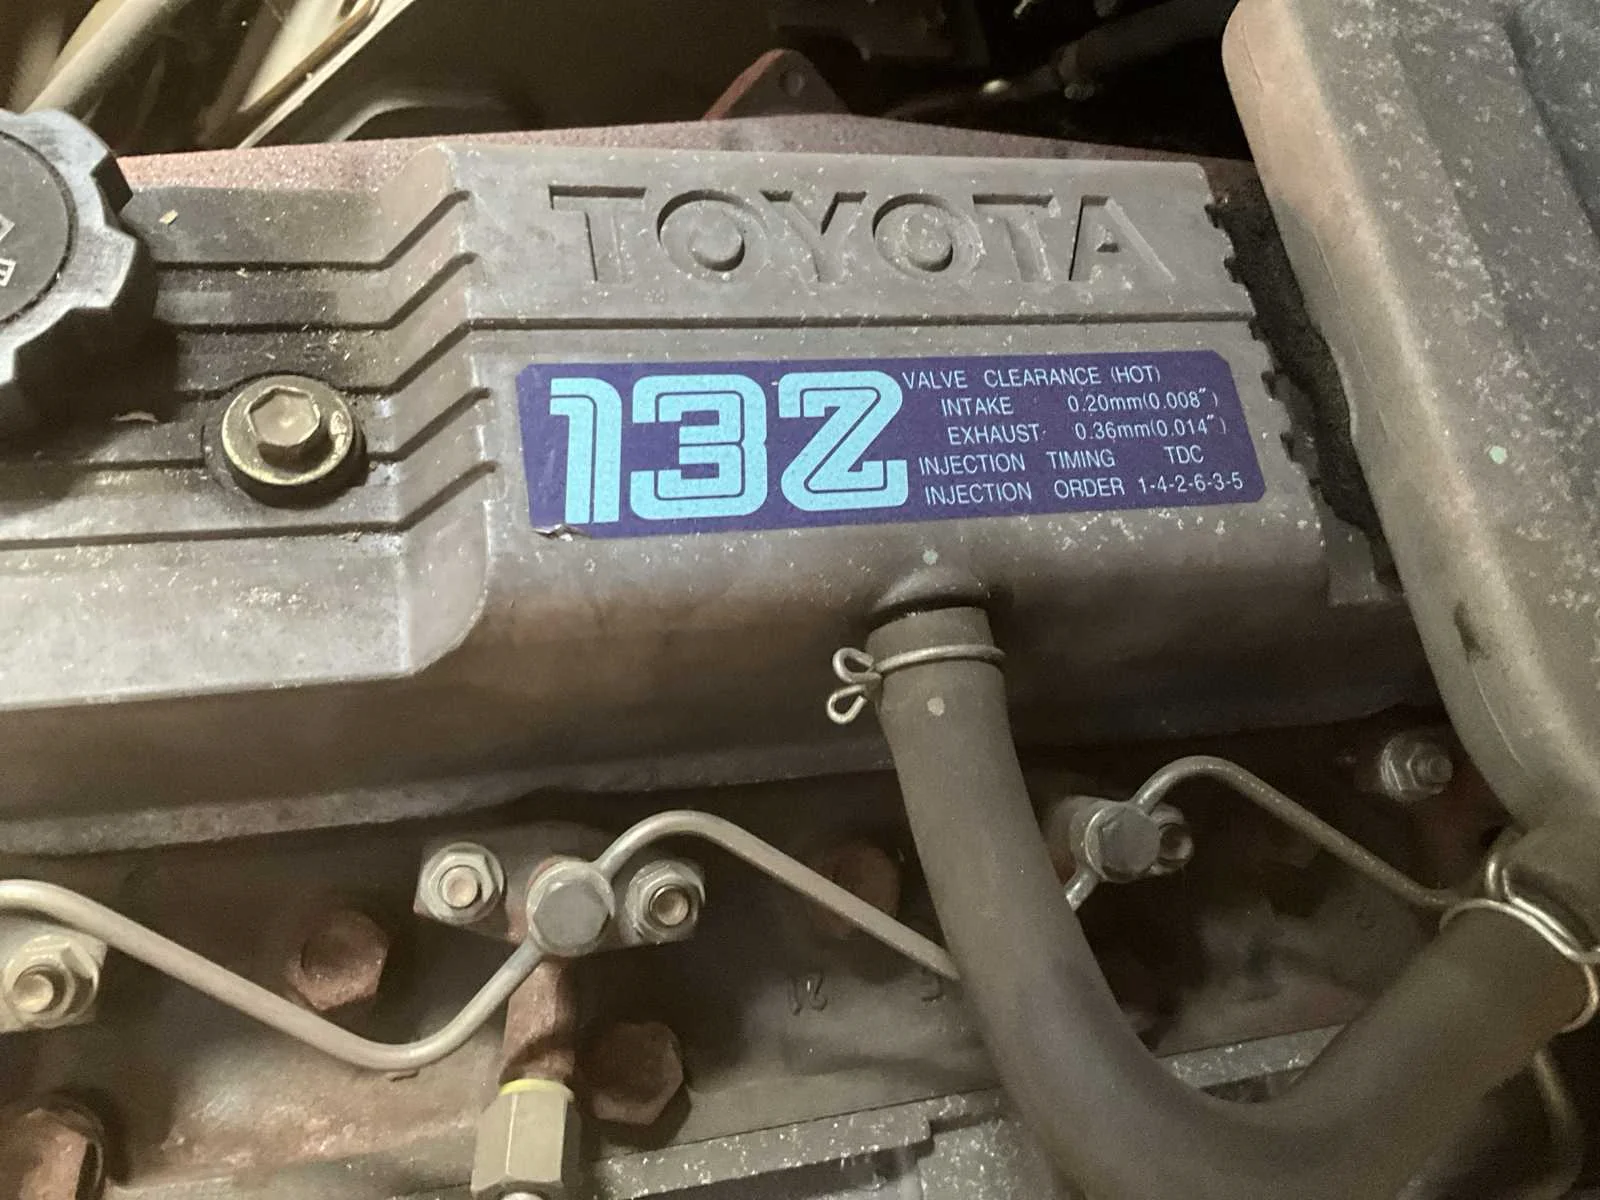 TOYOTA
13Z
VALVE CLEARANCE (HOT)
INTAKE 0.20mm(0.008")
EXHAUST 0.36mm(0.014")
INJECTION TIMING TDC
INJECTION ORDER 1-4-2-6-3-5
21